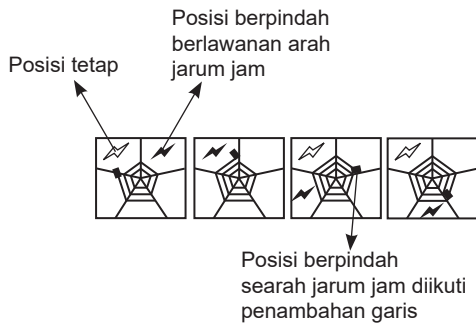 Posisi berpindah
berlawanan arah
jarum jam
Posisi tetap
Posisi berpindah
searah jarum jam diikuti
penambahan garis